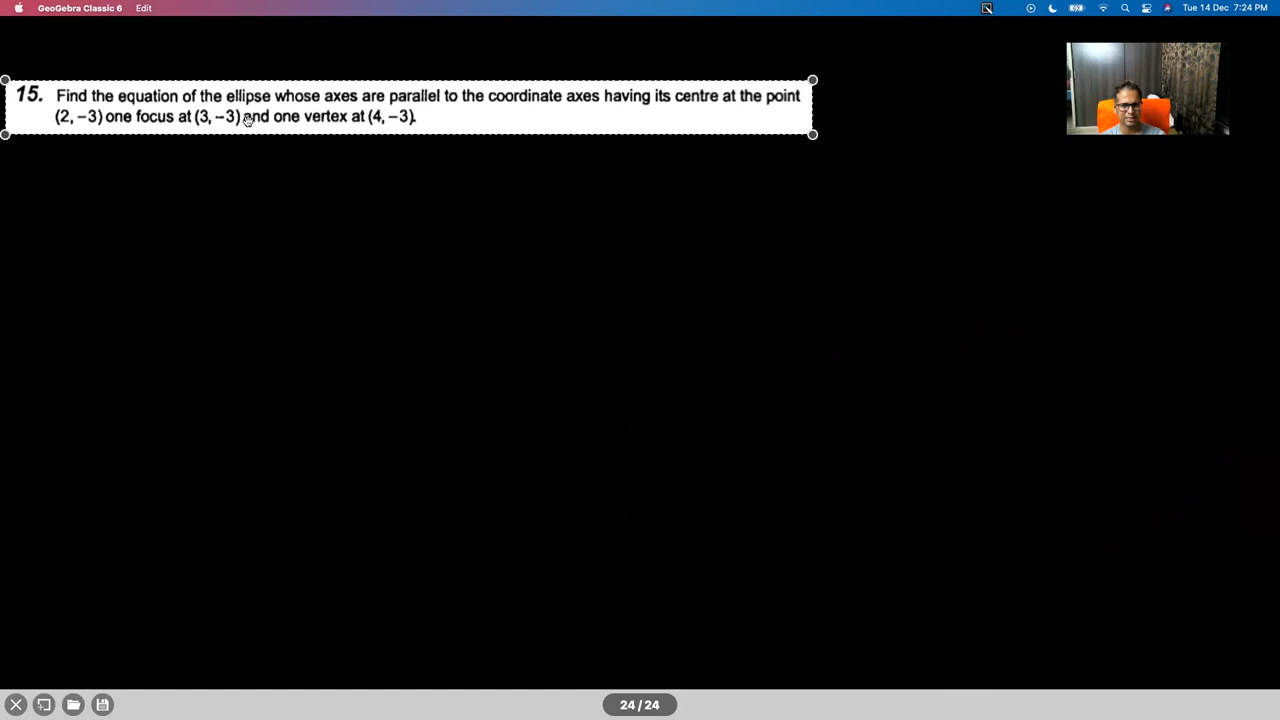 GeoGebra Classic 6 Edit Tue 14 Dec 7:24 PM
15. Find the equation of the ellipse whose axes are parallel to the coordinate axes having its centre at the point
(2, −3) one focus at (3, −3) and one vertex at (4, −3).
24 / 24